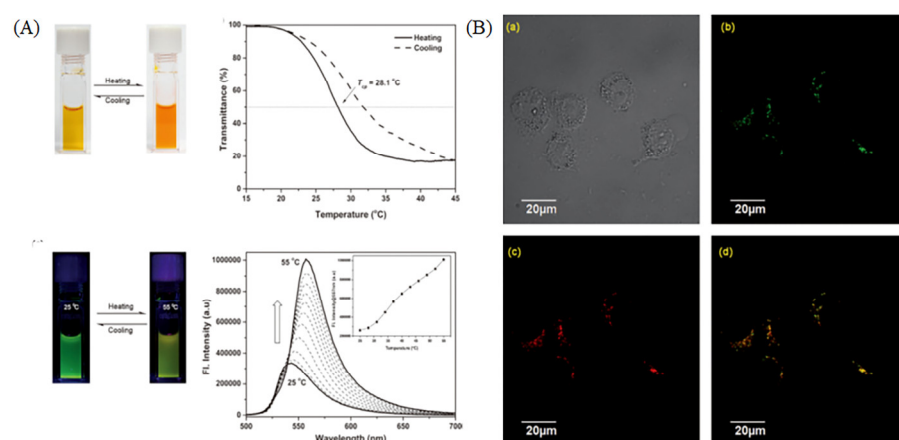 (A)
Heating
Cooling
100
80
60
40
20
0
Transmittance (%)
Heating
Cooling
Tcp = 28.1 °C
15 20 25 30 35 40 45
Temperature (°C)
25 °C
Heating
Cooling
55 °C
1000000
800000
600000
400000
200000
0
Fl. Intensity (a.u)
55 °C
25 °C
Temperature (°C)
500 550 600 650 700
Wavelength (nm)
(B)
(a)
20μm
(b)
20μm
(c)
20μm
(d)
20μm